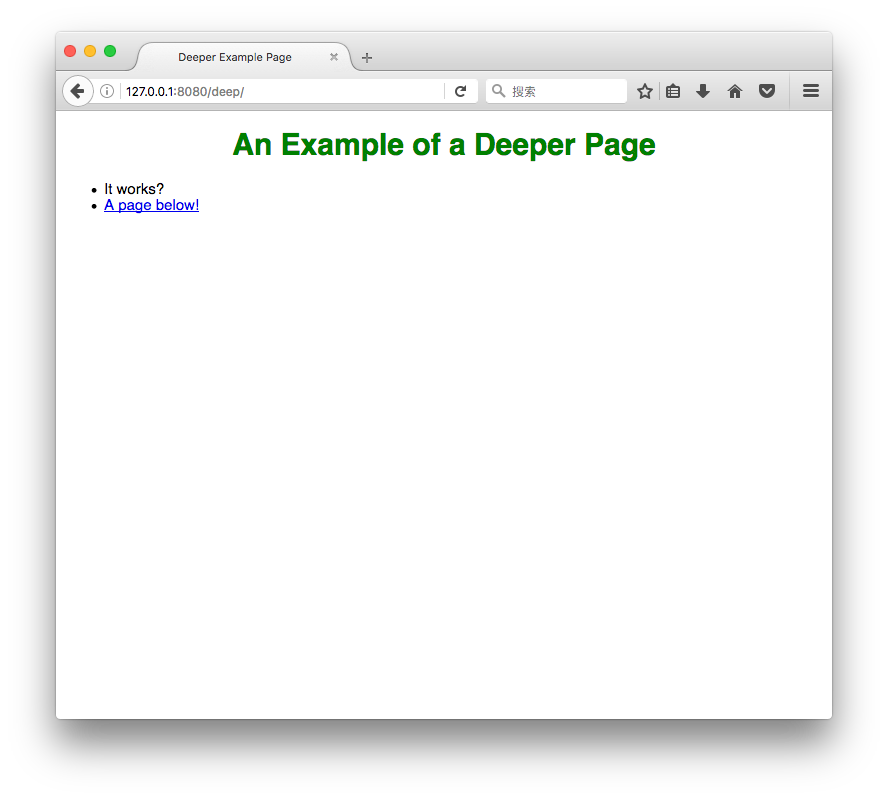 Deeper Example Page
127.0.0.1:8080/deep/
搜索
An Example of a Deeper Page
It works?
A page below!